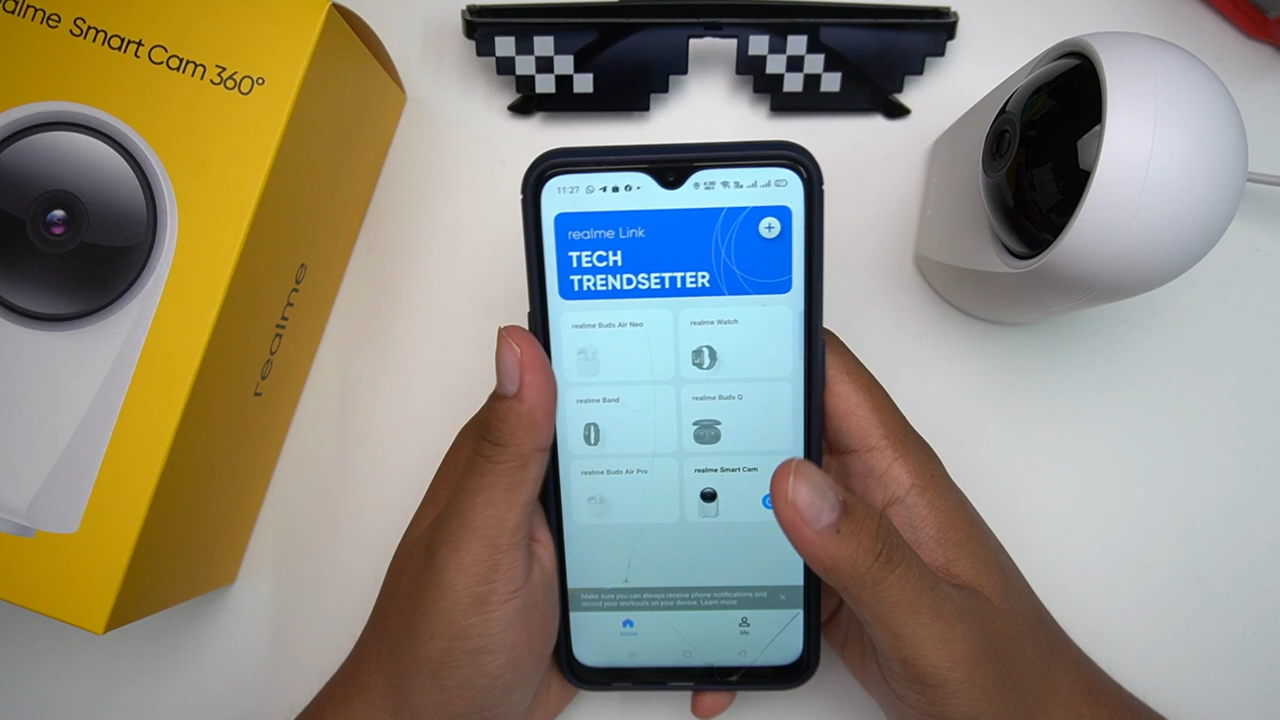 realme Smart Cam 360°
realme
11:27
realme Link
TECH
TRENDSETTER
realme Buds Air Neo
realme Watch
realme Band
realme Buds Q
realme Buds Air Pro
realme Smart Cam
Make sure you can always receive phone notifications and
record your workouts on your device. Learn more
Home
Me